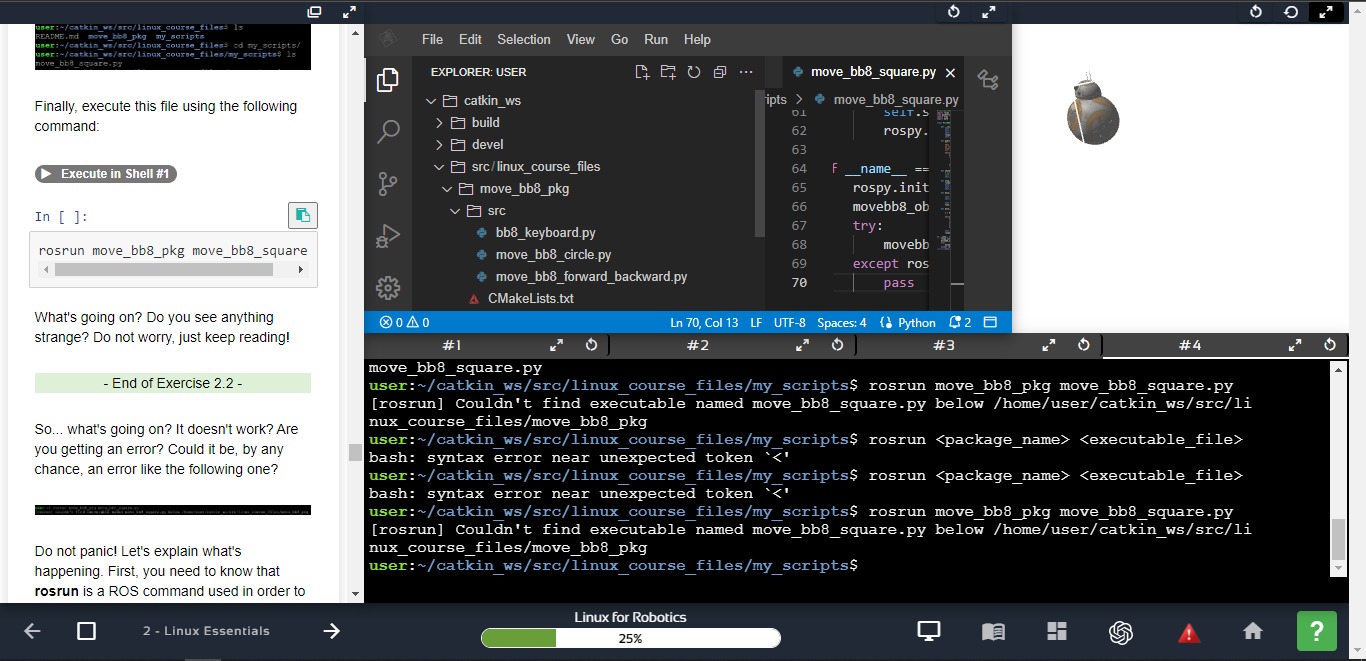 user:~/catkin_ws/src/linux_course_files$ ls
README.md move_bb8_pkg my_scripts
user:~/catkin_ws/src/linux_course_files$ cd my_scripts/
user:~/catkin_ws/src/linux_course_files/my_scripts$ ls
move_bb8_square.py
Finally, execute this file using the following
command:
Execute in Shell #1
In [ ]:
rosrun move_bb8_pkg move_bb8_square
What's going on? Do you see anything
strange? Do not worry, just keep reading!
- End of Exercise 2.2 -
So... what's going on? It doesn't work? Are
you getting an error? Could it be, by any
chance, an error like the following one?
Do not panic! Let's explain what's
happening. First, you need to know that
rosrun is a ROS command used in order to
File Edit Selection View Go Run Help
EXPLORER: USER
catkin_ws
build
devel
src/linux_course_files
move_bb8_pkg
src
bb8_keyboard.py
move_bb8_circle.py
move_bb8_forward_backward.py
CMakeLists.txt
move_bb8_square.py
ipts > move_bb8_square.py
61 self.s
62 rospy.
63
64 f __name__ ==
65 rospy.init
66 movebb8_ob
67 try:
68 movebb
69 except ros
70 pass
0 0 Ln 70, Col 13 LF UTF-8 Spaces: 4 Python 2
#1 #2 #3 #4
move_bb8_square.py
user:~/catkin_ws/src/linux_course_files/my_scripts$ rosrun move_bb8_pkg move_bb8_square.py
[rosrun] Couldn't find executable named move_bb8_square.py below /home/user/catkin_ws/src/li
nux_course_files/move_bb8_pkg
user:~/catkin_ws/src/linux_course_files/my_scripts$ rosrun <package_name> <executable_file>
bash: syntax error near unexpected token `<'
user:~/catkin_ws/src/linux_course_files/my_scripts$ rosrun <package_name> <executable_file>
bash: syntax error near unexpected token `<'
user:~/catkin_ws/src/linux_course_files/my_scripts$ rosrun move_bb8_pkg move_bb8_square.py
[rosrun] Couldn't find executable named move_bb8_square.py below /home/user/catkin_ws/src/li
nux_course_files/move_bb8_pkg
user:~/catkin_ws/src/linux_course_files/my_scripts$
2 - Linux Essentials
Linux for Robotics
25%
?